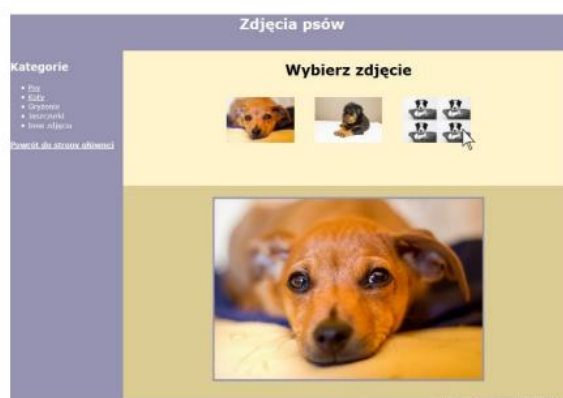 Zdjęcia psów
Kategorie
Psy
Koty
Gryzonie
Jaszczurki
Inne zdjęcia
Powrót do strony głównej
Wybierz zdjęcie